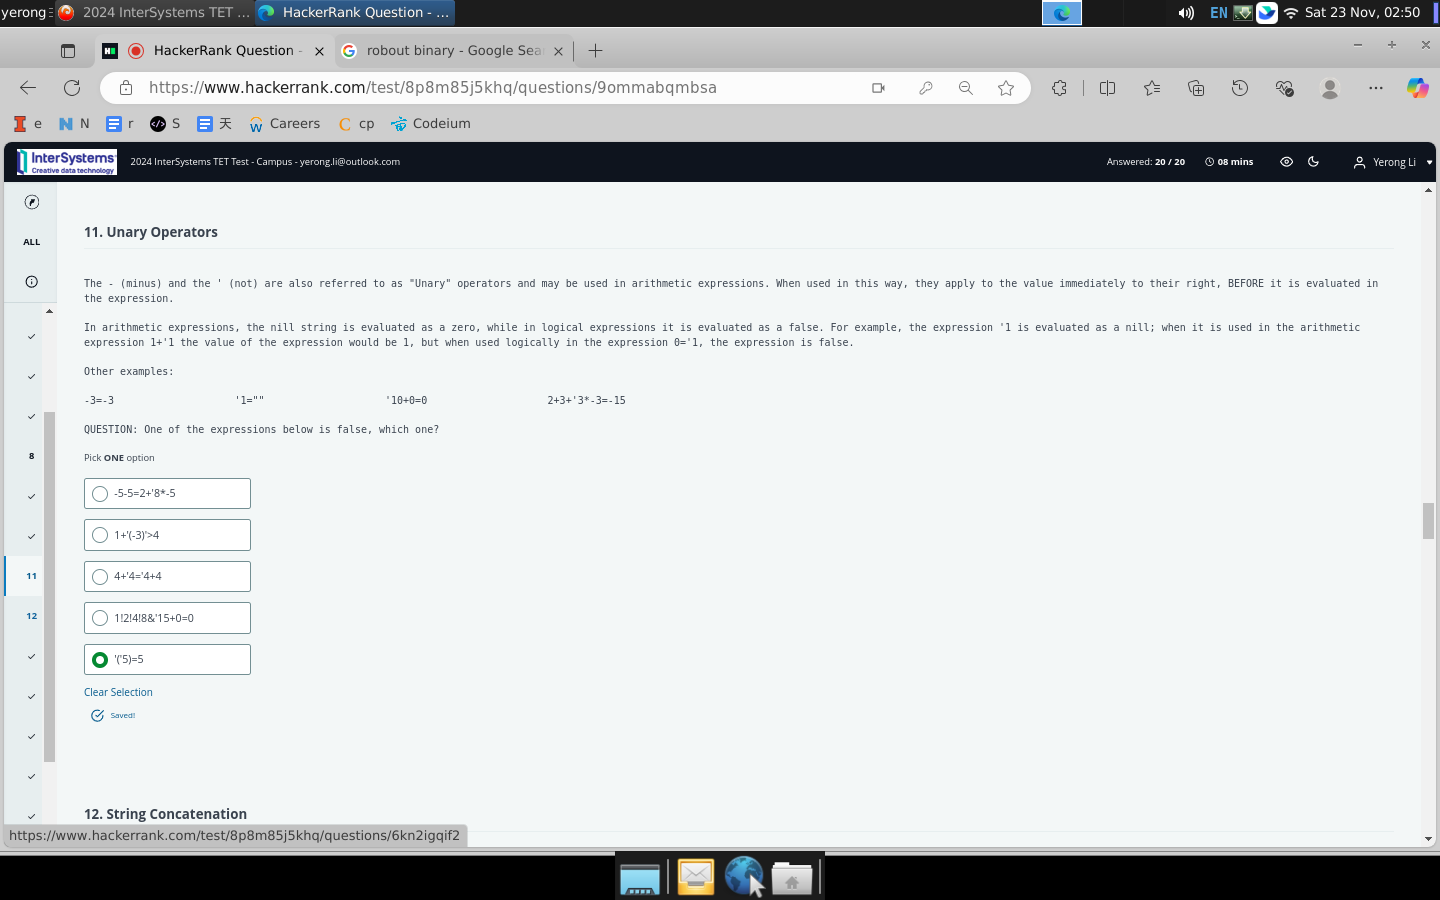 yerong
2024 InterSystems TET ...
HackerRank Question - ...
EN
Sat 23 Nov, 02:50
HackerRank Question -
robout binary - Google Sea
https://www.hackerrank.com/test/8p8m85j5khq/questions/9ommabqmbsa
e
N
r
S
天
Careers
cp
Codeium
InterSystems
Creative data technology
2024 InterSystems TET Test - Campus - yerong.li@outlook.com
Answered: 20 / 20
08 mins
Yerong Li
ALL
8
11
12
11. Unary Operators
The - (minus) and the ' (not) are also referred to as "Unary" operators and may be used in arithmetic expressions. When used in this way, they apply to the value immediately to their right, BEFORE it is evaluated in
the expression.
In arithmetic expressions, the nill string is evaluated as a zero, while in logical expressions it is evaluated as a false. For example, the expression '1 is evaluated as a nill; when it is used in the arithmetic
expression 1+'1 the value of the expression would be 1, but when used logically in the expression 0='1, the expression is false.
Other examples:
-3=-3 '1="" '10+0=0 2+3+'3*-3=-15
QUESTION: One of the expressions below is false, which one?
Pick ONE option
-5-5=2+'8*-5
1+'(-3)'>4
4+'4='4+4
1!2!4!8&'15+0=0
'('5)=5
Clear Selection
Saved!
12. String Concatenation
https://www.hackerrank.com/test/8p8m85j5khq/questions/6kn2igqif2